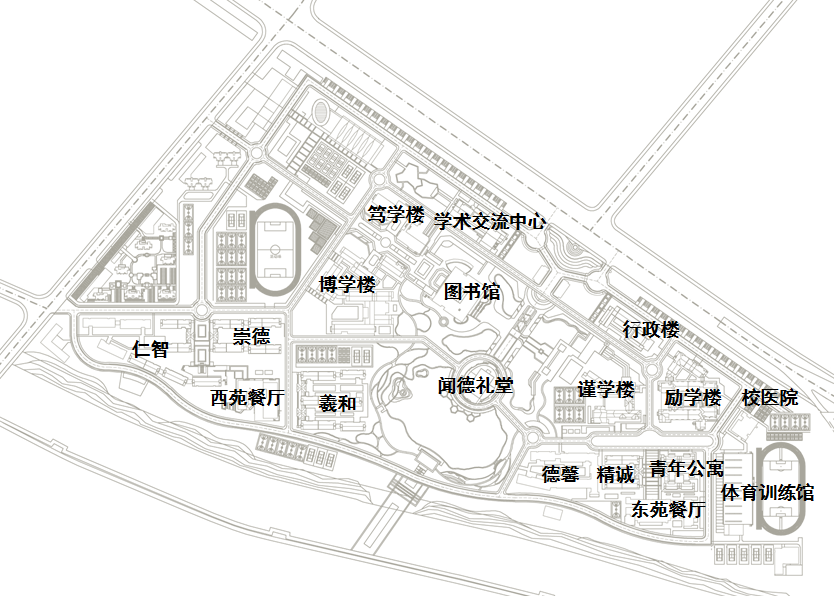 笃学楼
学术交流中心
博学楼
图书馆
行政楼
崇德
仁智
闻德礼堂
谨学楼
励学楼
校医院
西苑餐厅
羲和
德馨
精诚
青年公寓
体育训练馆
东苑餐厅